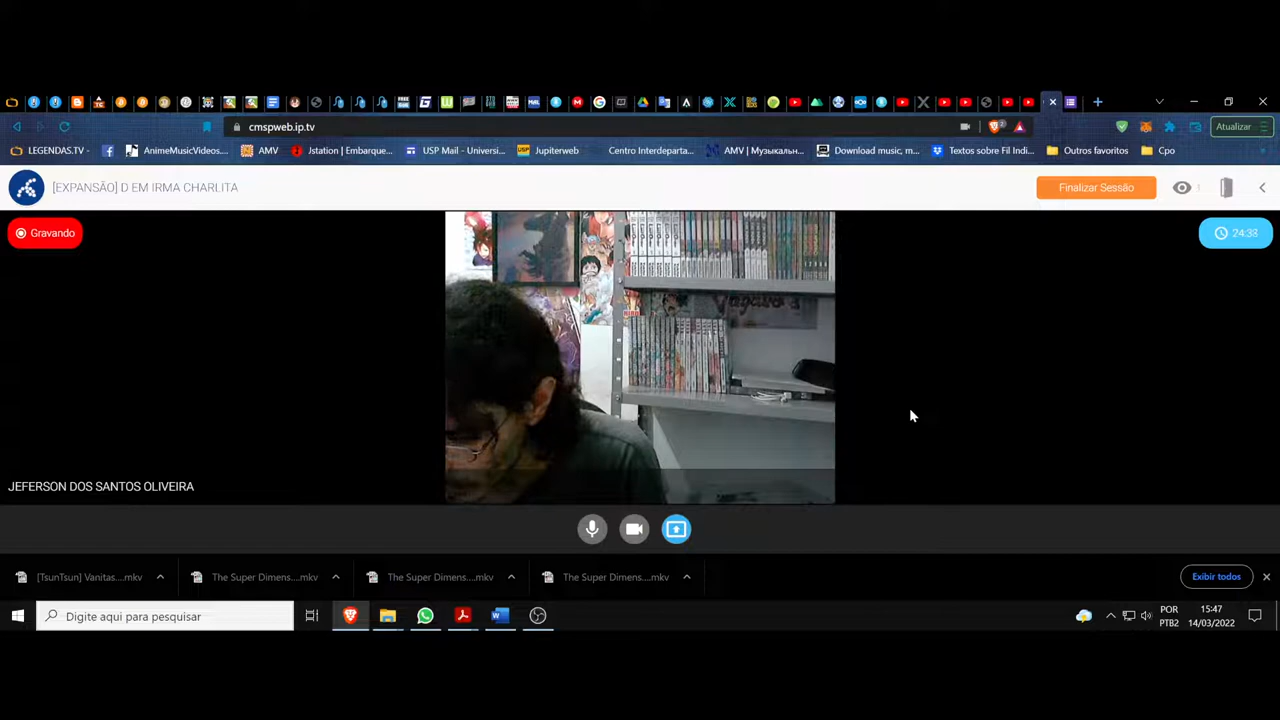 cmspweb.ip.tv
Atualizar
LEGENDAS.TV -
AnimeMusicVideos...
AMV
Jstation | Embarque...
USP Mail - Universi...
Jupiterweb
Centro Interdeparta...
AMV | Музыкальн...
Download music, m...
Textos sobre Fil Indi...
Outros favoritos
Cpo
[EXPANSÃO] D EM IRMA CHARLITA
Finalizar Sessão
1
Gravando
24:38
JEFERSON DOS SANTOS OLIVEIRA
[TsunTsun] Vanitas....mkv
The Super Dimens....mkv
The Super Dimens....mkv
The Super Dimens....mkv
Exibir todos
Digite aqui para pesquisar
POR
PTB2
15:47
14/03/2022